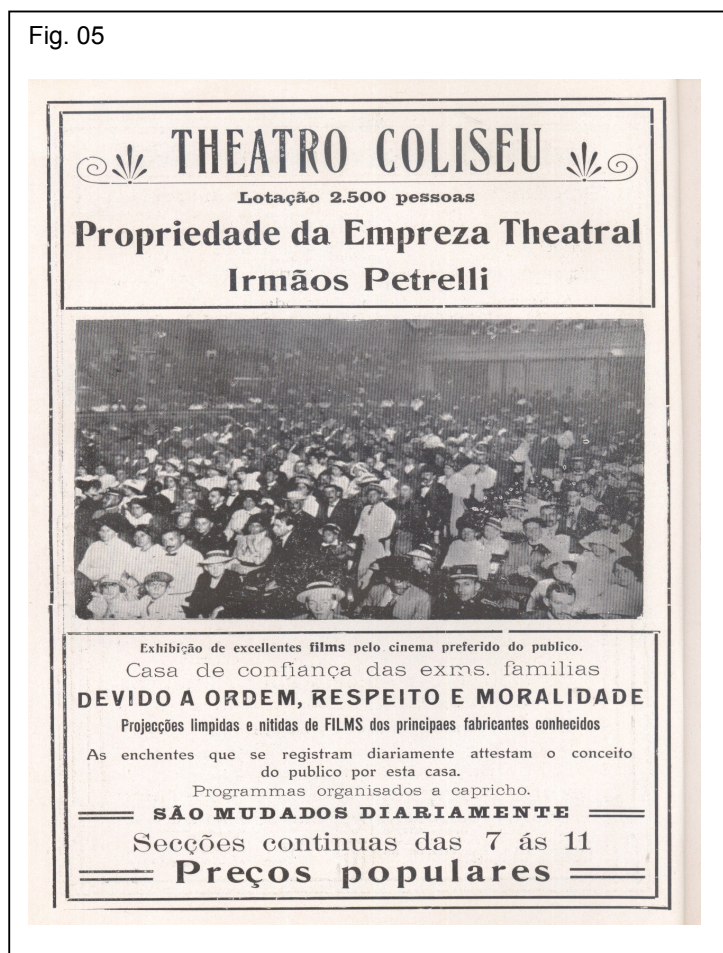 Fig. 05
THEATRO COLISEU
Lotação 2.500 pessoas
Propriedade da Empreza Theatral
Irmãos Petrelli
Exhibição de excellentes films pelo cinema preferido do publico.
Casa de confiança das exms. familias
DEVIDO A ORDEM, RESPEITO E MORALIDADE
Projecções limpidas e nitidas de FILMS dos principaes fabricantes conhecidos
As enchentes que se registram diariamente attestam o conceito
do publico por esta casa.
Programmas organisados a capricho.
SÃO MUDADOS DIARIAMENTE
Secções continuas das 7 ás 11
Preços populares